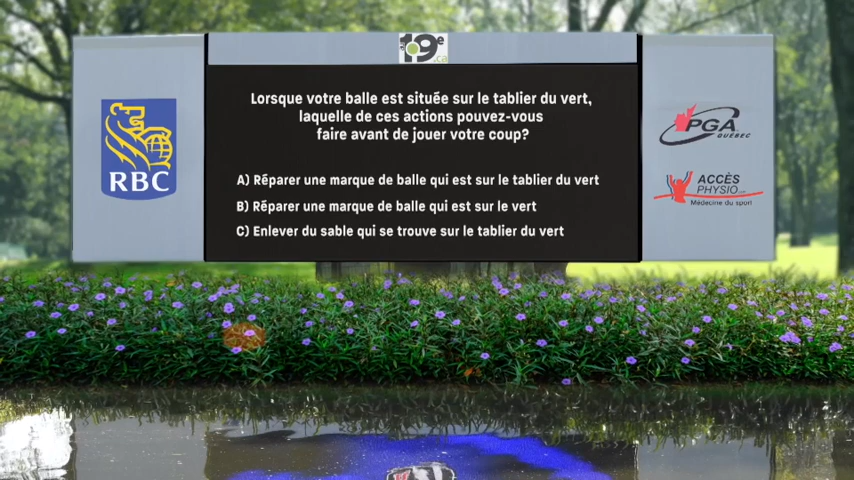 le 19e
.ca
Lorsque votre balle est située sur le tablier du vert,
laquelle de ces actions pouvez-vous
faire avant de jouer votre coup?
A) Réparer une marque de balle qui est sur le tablier du vert
B) Réparer une marque de balle qui est sur le vert
C) Enlever du sable qui se trouve sur le tablier du vert
RBC
PGA
QUÉBEC
ACCÈS
PHYSIO
Médecine du sport